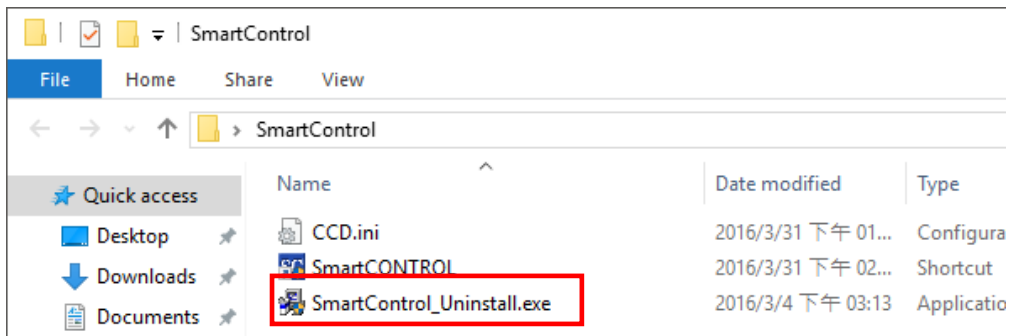 SmartControl
File Home Share View
SmartControl
Name Date modified Type
Quick access
CCD.ini 2016/3/31 下午 01... Configura
Desktop
SmartCONTROL 2016/3/31 下午 02... Shortcut
Downloads
SmartControl_Uninstall.exe 2016/3/4 下午 03:13 Applicatio
Documents